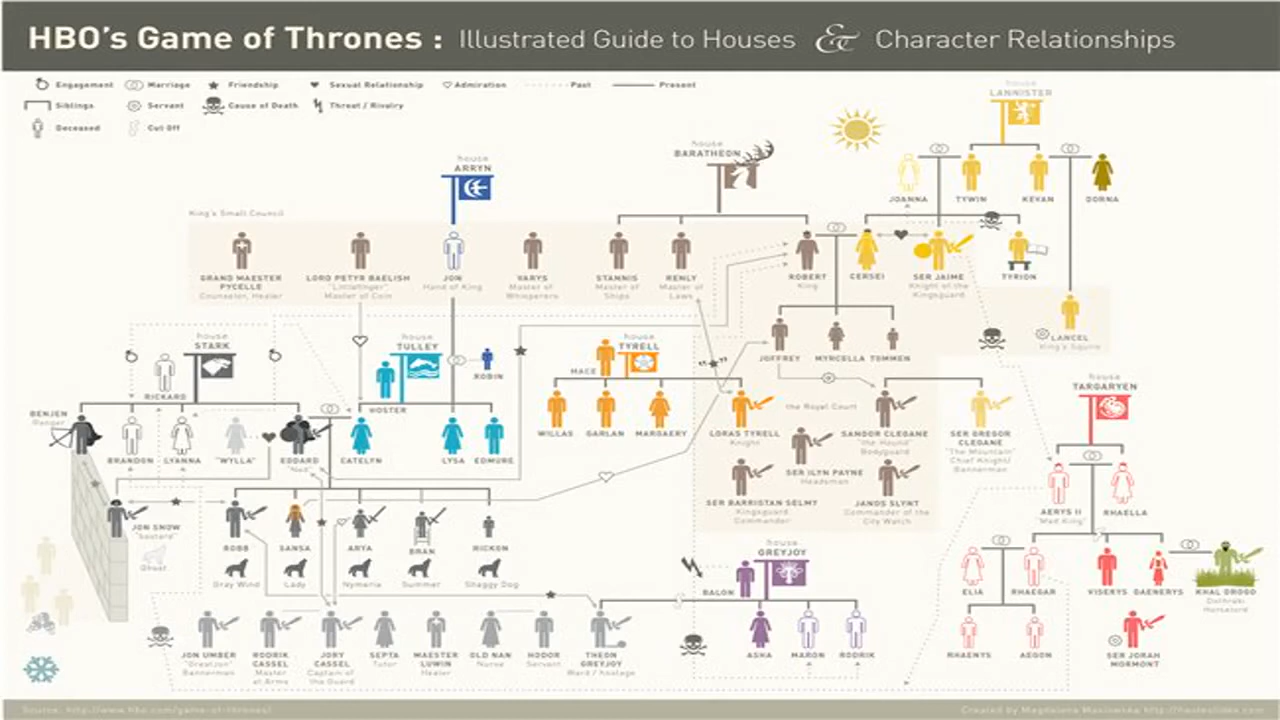 HBO's Game of Thrones : Illustrated Guide to Houses & Character Relationships
Engagement Marriage Friendship Sexual Relationship Admiration Past Present
Siblings Servant Cause of Death Threat / Rivalry
Deceased Cut Off
house
LANNISTER
JOANNA TYWIN KEVAN DORNA
house
BARATHEON
house
ARRYN
King's Small Council
GRAND MAESTER
PYCELLE
Counselor, Healer
LORD PETYR BAELISH
"Littlefinger"
Master of Coin
JON
Hand of King
VARYS
Master of
Whisperers
STANNIS
Master of
Ships
RENLY
Master of
Laws
ROBERT
King
CERSEI
SER JAIME
Knight of the
Kingsguard
TYRION
LANCEL
King's Squire
JOFFREY MYRCELLA TOMMEN
house
STARK
RICKARD
house
TULLEY
HOSTER
ROBIN
house
TYRELL
MACE
house
TARGARYEN
BENJEN
Ranger
BRANDON LYANNA "WYLLA" EDDARD
"Ned"
CATELYN LYSA EDMURE
WILLAS GARLAN MARGAERY
LORAS TYRELL
Knight
the Royal Court
SANDOR CLEGANE
"the Hound"
Bodyguard
SER GREGOR
CLEGANE
"The Mountain"
Chief Knight/
Bannerman
SER ILYN PAYNE
Headsman
SER BARRISTAN SELMY
Kingsguard
Commander
JANOS SLYNT
Commander of the
City Watch
AERYS II
"Mad King"
RHAELLA
JON SNOW
"bastard"
Ghost
ROBB SANSA ARYA BRAN RICKON
Gray Wind Lady Nymeria Summer Shaggy Dog
house
GREYJOY
BALON
ELIA RHAEGAR VISERYS DAENERYS
KHAL DROGO
Dothraki
Horselord
JON UMBER
"Greatjon"
Bannerman
RODRIK
CASSEL
Master
at Arms
JORY
CASSEL
Captain of
the Guard
SEPTA
Tutor
MAESTER
LUWIN
Healer
OLD NAN
Nurse
HODOR
Servant
THEON
GREYJOY
Ward / hostage
ASHA MARON RODRIK
RHAENYS AEGON
SER JORAH
MORMONT
Source: http://www.hbo.com/game-of-thrones/